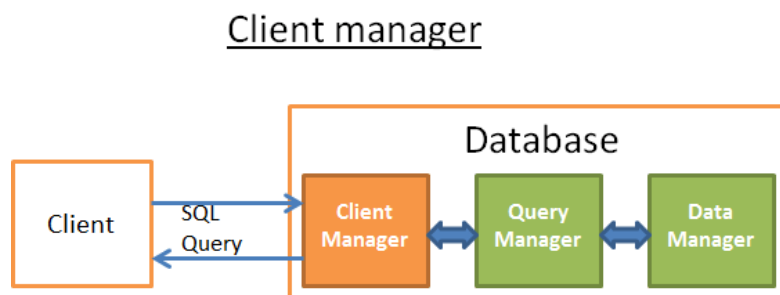 Client manager
Database
Client
SQL
Query
Client
Manager
Query
Manager
Data
Manager